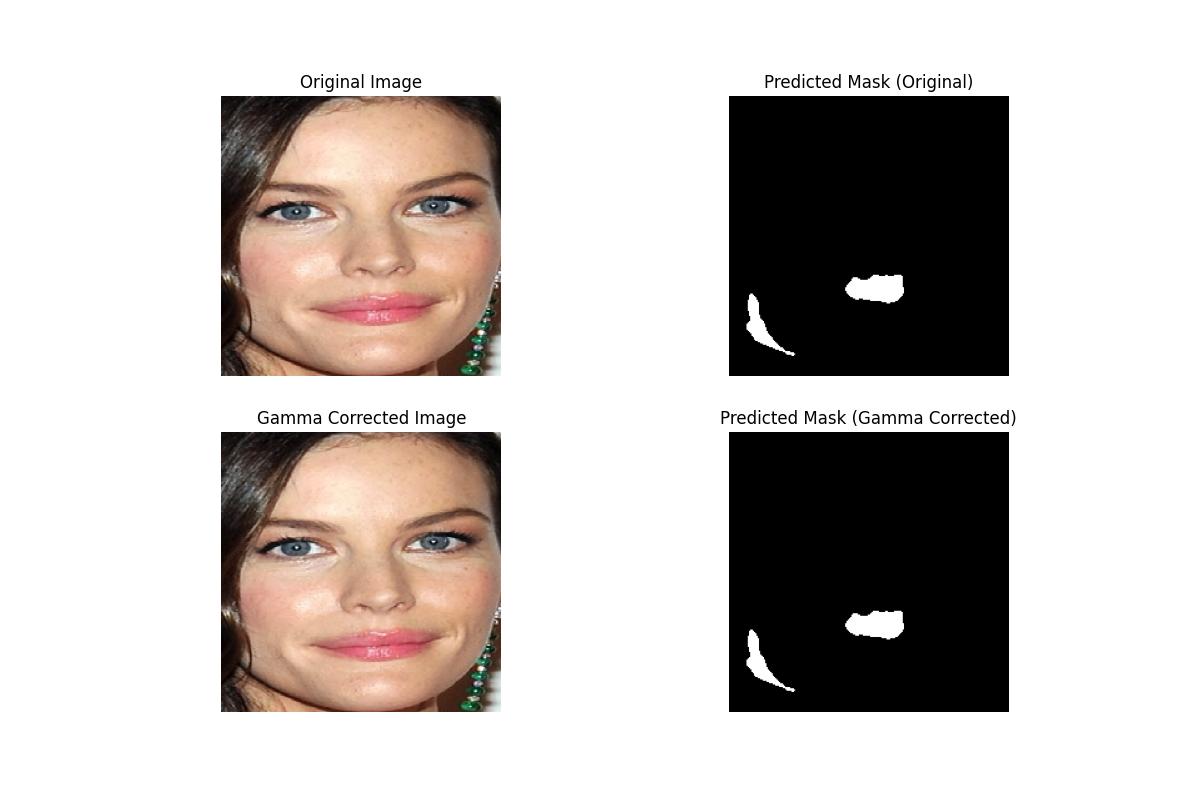 Original Image
Predicted Mask (Original)
Gamma Corrected Image
Predicted Mask (Gamma Corrected)